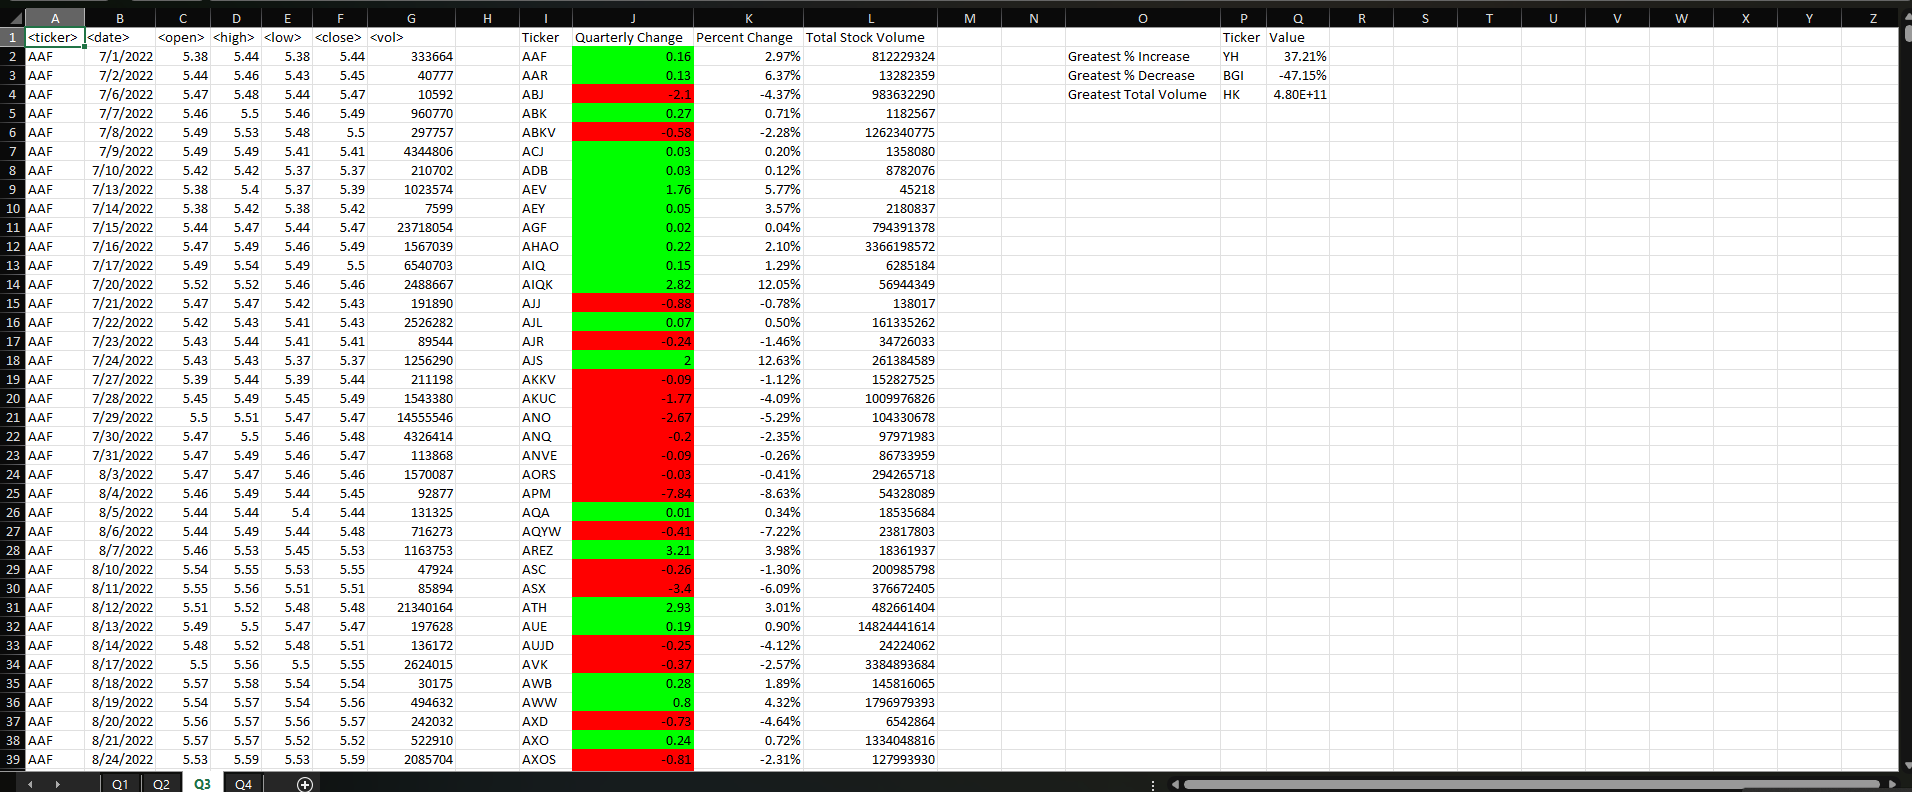 A B C D E F G H I J K L M N O P Q R S T U V W X Y Z
1 <ticker> <date> <open> <high> <low> <close> <vol> Ticker Quarterly Change Percent Change Total Stock Volume Ticker Value
2 AAF 7/1/2022 5.38 5.44 5.38 5.44 333664 AAF 0.16 2.97% 812229324 Greatest % Increase YH 37.21%
3 AAF 7/2/2022 5.44 5.46 5.43 5.45 40777 AAR 0.13 6.37% 13282359 Greatest % Decrease BGI -47.15%
4 AAF 7/6/2022 5.47 5.48 5.44 5.47 10592 ABJ -2.1 -4.37% 983632290 Greatest Total Volume HK 4.80E+11
5 AAF 7/7/2022 5.46 5.5 5.46 5.49 960770 ABK 0.27 0.71% 1182567
6 AAF 7/8/2022 5.49 5.53 5.48 5.5 297757 ABKV -0.58 -2.28% 1262340775
7 AAF 7/9/2022 5.49 5.49 5.41 5.41 4344806 ACJ 0.03 0.20% 1358080
8 AAF 7/10/2022 5.42 5.42 5.37 5.37 210702 ADB 0.03 0.12% 8782076
9 AAF 7/13/2022 5.38 5.4 5.37 5.39 1023574 AEV 1.76 5.77% 45218
10 AAF 7/14/2022 5.38 5.42 5.38 5.42 7599 AEY 0.05 3.57% 2180837
11 AAF 7/15/2022 5.44 5.47 5.44 5.47 23718054 AGF 0.02 0.04% 794391378
12 AAF 7/16/2022 5.47 5.49 5.46 5.49 1567039 AHAO 0.22 2.10% 3366198572
13 AAF 7/17/2022 5.49 5.54 5.49 5.5 6540703 AIQ 0.15 1.29% 6285184
14 AAF 7/20/2022 5.52 5.52 5.46 5.46 2488667 AIQK 2.82 12.05% 56944349
15 AAF 7/21/2022 5.47 5.47 5.42 5.43 191890 AJJ -0.88 -0.78% 138017
16 AAF 7/22/2022 5.42 5.43 5.41 5.43 2526282 AJL 0.07 0.50% 161335262
17 AAF 7/23/2022 5.43 5.44 5.41 5.41 89544 AJR -0.24 -1.46% 34726033
18 AAF 7/24/2022 5.43 5.43 5.37 5.37 1256290 AJS 2 12.63% 261384589
19 AAF 7/27/2022 5.39 5.44 5.39 5.44 211198 AKKV -0.09 -1.12% 152827525
20 AAF 7/28/2022 5.45 5.49 5.45 5.49 1543380 AKUC -1.77 -4.09% 1009976826
21 AAF 7/29/2022 5.5 5.51 5.47 5.47 14555546 ANO -2.67 -5.29% 104330678
22 AAF 7/30/2022 5.47 5.5 5.46 5.48 4326414 ANQ -0.2 -2.35% 97971983
23 AAF 7/31/2022 5.47 5.49 5.46 5.47 113868 ANVE -0.09 -0.26% 86733959
24 AAF 8/3/2022 5.47 5.47 5.46 5.46 1570087 AORS -0.03 -0.41% 294265718
25 AAF 8/4/2022 5.46 5.49 5.44 5.45 92877 APM -7.84 -8.63% 54328089
26 AAF 8/5/2022 5.44 5.44 5.4 5.44 131325 AQA 0.01 0.34% 18535684
27 AAF 8/6/2022 5.44 5.49 5.44 5.48 716273 AQYW -0.41 -7.22% 23817803
28 AAF 8/7/2022 5.46 5.53 5.45 5.53 1163753 AREZ 3.21 3.98% 18361937
29 AAF 8/10/2022 5.54 5.55 5.53 5.55 47924 ASC -0.26 -1.30% 200985798
30 AAF 8/11/2022 5.55 5.56 5.51 5.51 85894 ASX -3.4 -6.09% 376672405
31 AAF 8/12/2022 5.51 5.52 5.48 5.48 21340164 ATH 2.93 3.01% 482661404
32 AAF 8/13/2022 5.49 5.5 5.47 5.47 197628 AUE 0.19 0.90% 14824441614
33 AAF 8/14/2022 5.48 5.52 5.48 5.51 136172 AUJD -0.25 -4.12% 24224062
34 AAF 8/17/2022 5.5 5.56 5.5 5.55 2624015 AVK -0.37 -2.57% 3384893684
35 AAF 8/18/2022 5.57 5.58 5.54 5.54 30175 AWB 0.28 1.89% 145816065
36 AAF 8/19/2022 5.54 5.57 5.54 5.56 494632 AWW 0.8 4.32% 1796979393
37 AAF 8/20/2022 5.56 5.57 5.56 5.57 242032 AXD -0.73 -4.64% 6542864
38 AAF 8/21/2022 5.57 5.57 5.52 5.52 522910 AXO 0.24 0.72% 1334048816
39 AAF 8/24/2022 5.53 5.59 5.53 5.59 2085704 AXOS -0.81 -2.31% 127993930
Q1 Q2 Q3 Q4